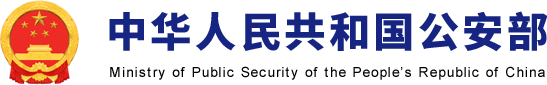 中华人民共和国公安部
Ministry of Public Security of the People's Republic of China